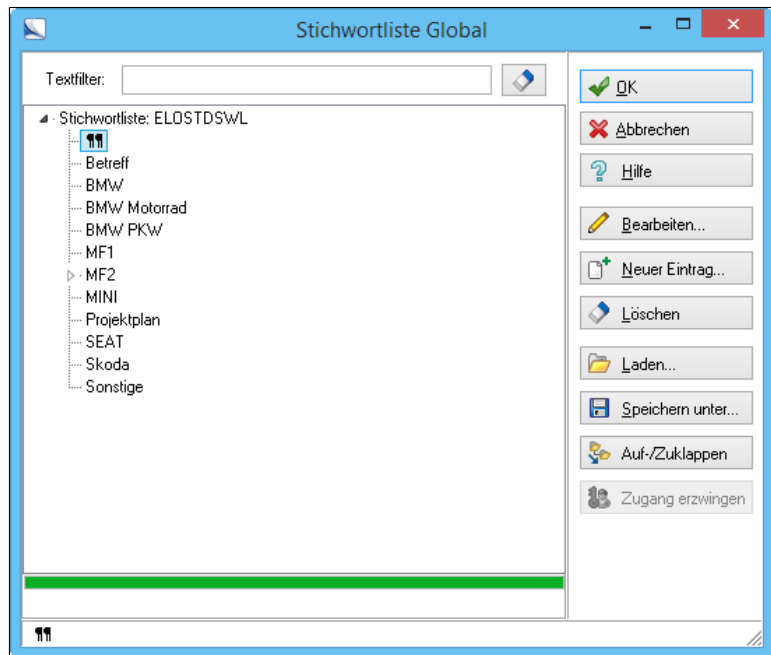 Stichwortliste Global
Textfilter:
Stichwortliste: ELOSTDSWL
¶¶
Betreff
BMW
BMW Motorrad
BMW PKW
MF1
MF2
MINI
Projektplan
SEAT
Skoda
Sonstige
OK
Abbrechen
Hilfe
Bearbeiten...
Neuer Eintrag...
Löschen
Laden...
Speichern unter...
Auf-/Zuklappen
Zugang erzwingen
¶¶